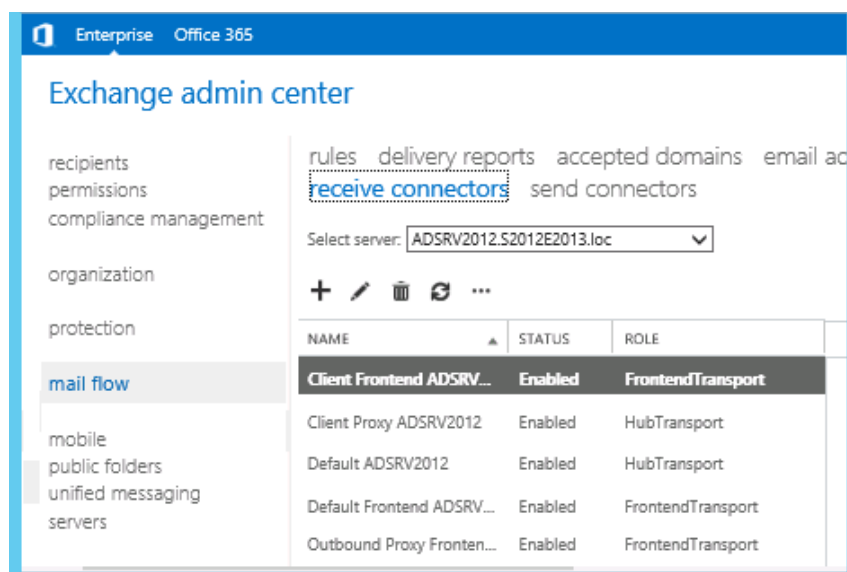 Enterprise Office 365
Exchange admin center
recipients
permissions
compliance management
organization
protection
mail flow
mobile
public folders
unified messaging
servers
rules delivery reports accepted domains email ac
receive connectors send connectors
Select server: ADSRV2012.S2012E2013.loc
NAME STATUS ROLE
Client Frontend ADSRV... Enabled FrontendTransport
Client Proxy ADSRV2012 Enabled HubTransport
Default ADSRV2012 Enabled HubTransport
Default Frontend ADSRV... Enabled FrontendTransport
Outbound Proxy Fronten... Enabled FrontendTransport